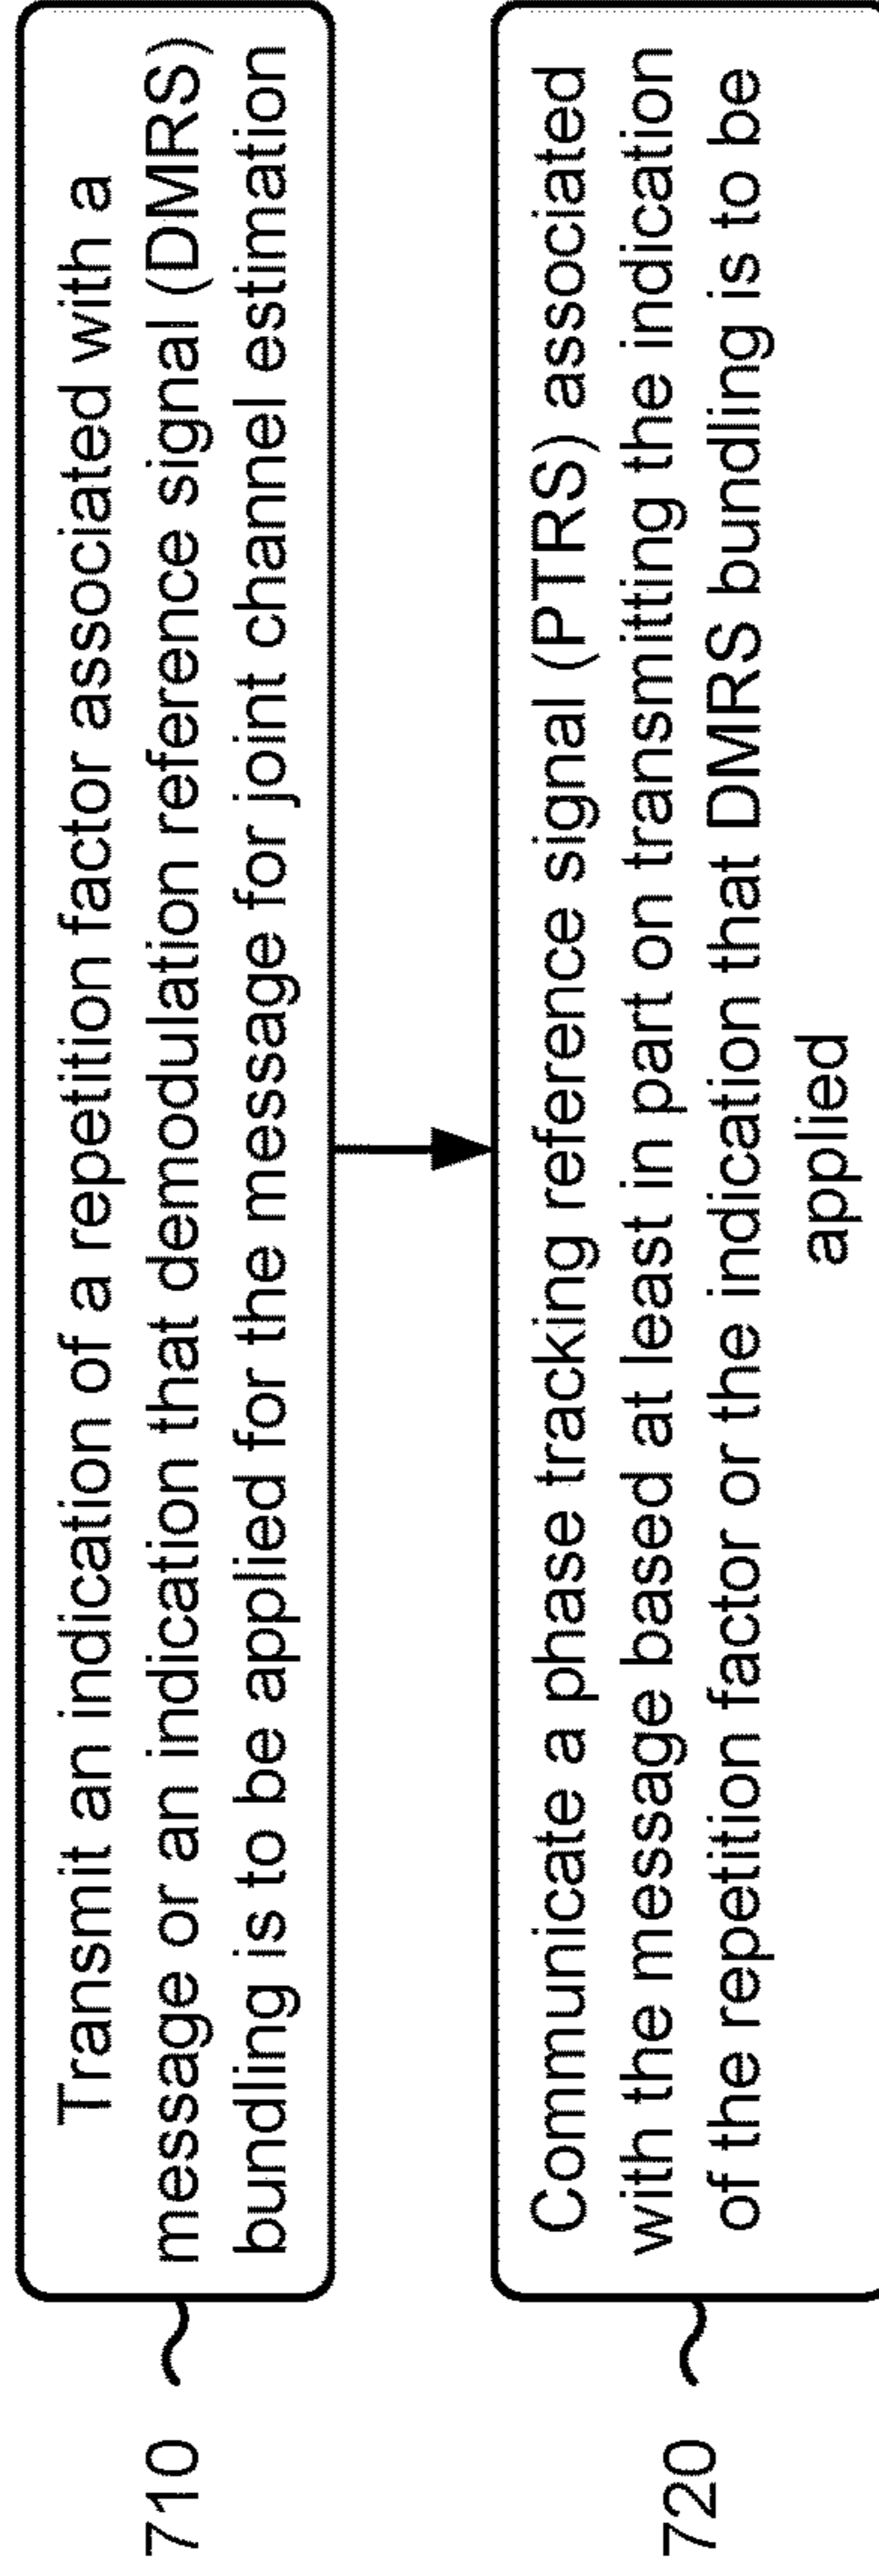 710
Transmit an indication of a repetition factor associated with a
message or an indication that demodulation reference signal (DMRS)
bundling is to be applied for the message for joint channel estimation
720
Communicate a phase tracking reference signal (PTRS) associated
with the message based at least in part on transmitting the indication
of the repetition factor or the indication that DMRS bundling is to be
applied